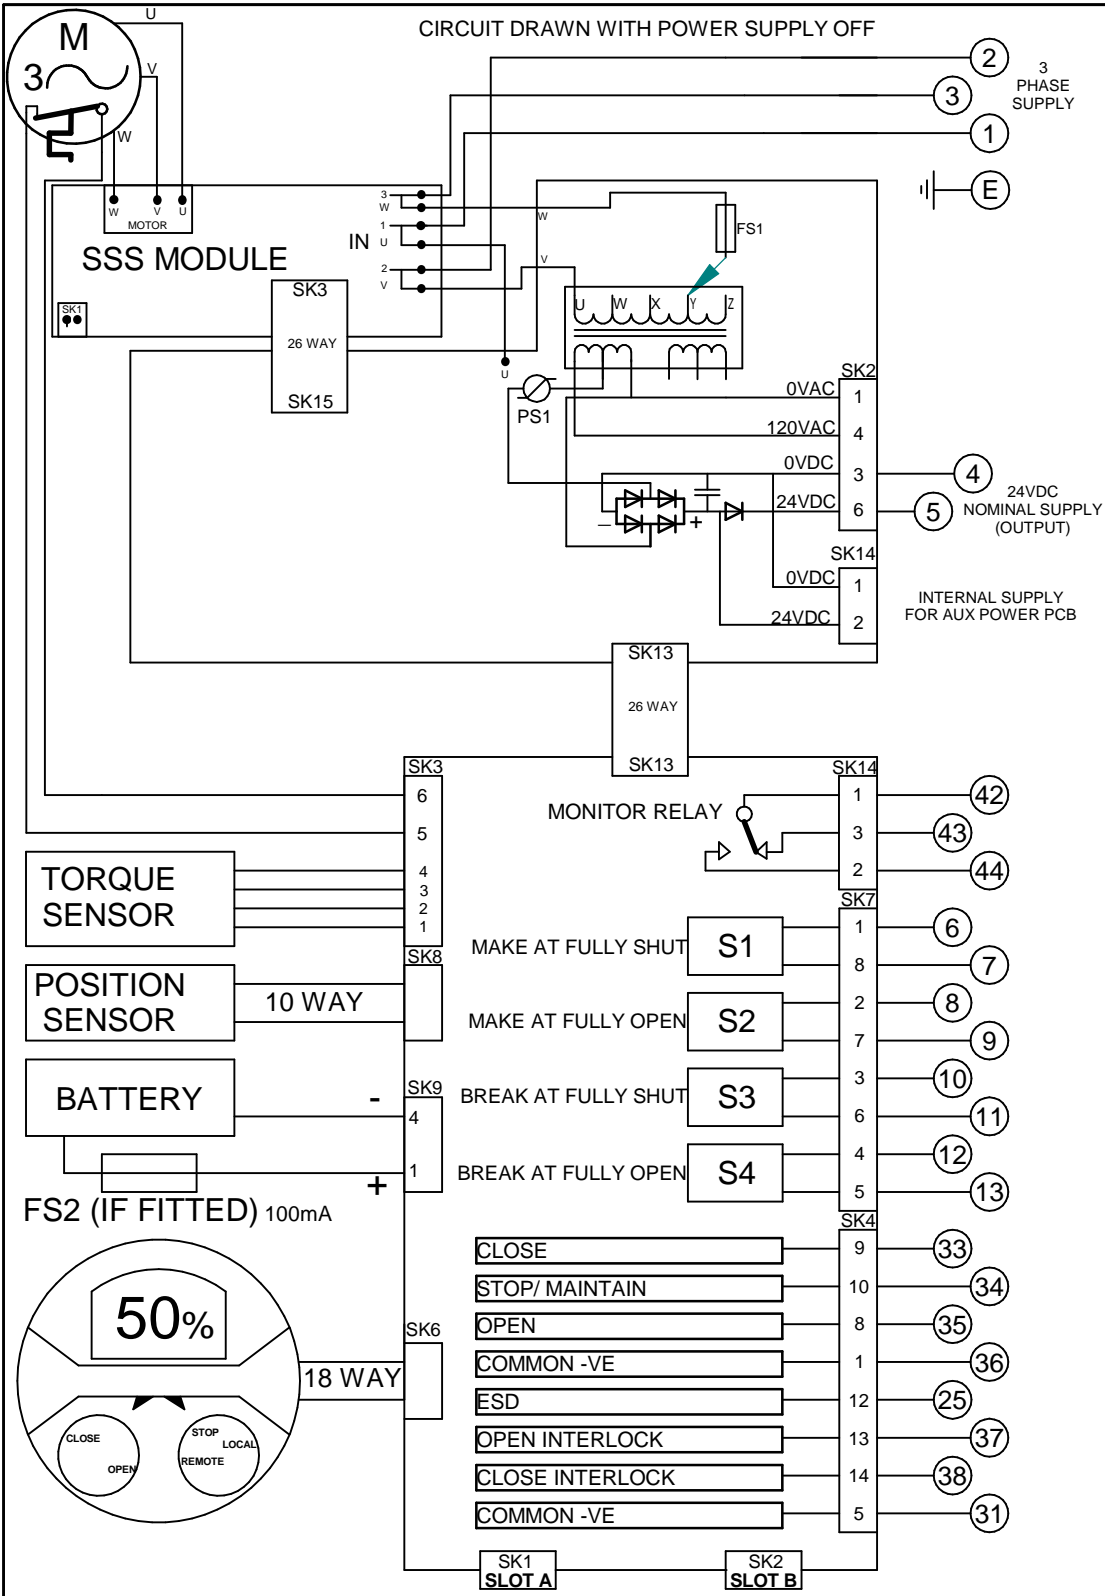 CIRCUIT DRAWN WITH POWER SUPPLY OFF
U
M
3
V
W
2
3
PHASE
SUPPLY
3
1
E
W V U
MOTOR
SSS MODULE
IN
3
W
1
U
2
V
W
V
FS1
SK1
SK3
26 WAY
SK15
U W X Y Z
U
PS1
SK2
0VAC 1
120VAC 4
0VDC 3 4
24VDC 6 5
24VDC
NOMINAL SUPPLY
(OUTPUT)
– +
SK14
0VDC 1
24VDC 2
INTERNAL SUPPLY
FOR AUX POWER PCB
SK13
26 WAY
SK13
SK3
6
5
4
3
2
1
TORQUE
SENSOR
SK8
POSITION
SENSOR
10 WAY
SK9
BATTERY
- 4
+ 1
FS2 (IF FITTED) 100mA
50%
CLOSE
OPEN
STOP
LOCAL
REMOTE
SK6
18 WAY
SK14
MONITOR RELAY
1 42
3 43
2 44
SK7
MAKE AT FULLY SHUT S1
1 6
8 7
MAKE AT FULLY OPEN S2
2 8
7 9
BREAK AT FULLY SHUT S3
3 10
6 11
BREAK AT FULLY OPEN S4
4 12
5 13
SK4
CLOSE 9 33
STOP/ MAINTAIN 10 34
OPEN 8 35
COMMON -VE 1 36
ESD 12 25
OPEN INTERLOCK 13 37
CLOSE INTERLOCK 14 38
COMMON -VE 5 31
SK1
SLOT A
SK2
SLOT B